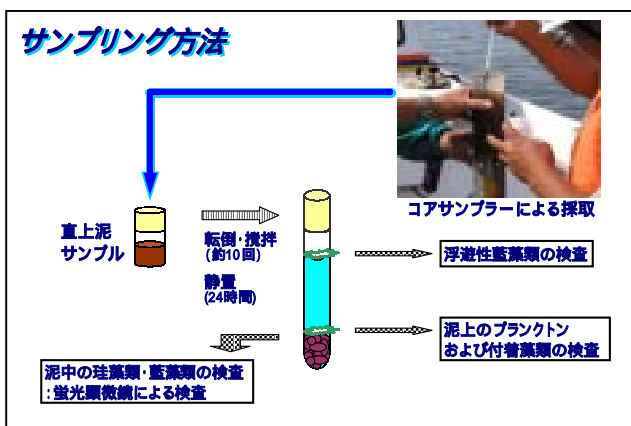 サンプリング方法
コアサンプラーによる採取
直上泥
サンプル
転倒・攪拌
(約10回)
静置
(24時間)
浮遊性藍藻類の検査
泥上のプランクトン
および付着藻類の検査
泥中の珪藻類・藍藻類の検査
:蛍光顕微鏡による検査